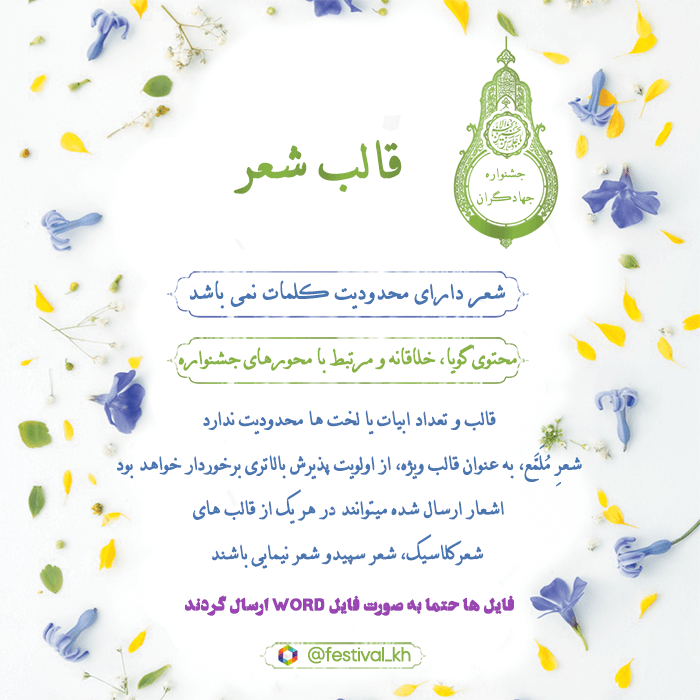 جشنواره
جهادگران
قالب شعر
شعر دارای محدودیت کلمات نمی باشد
محتوی گویا، خلاقانه و مرتبط با محورهای جشنواره
قالب و تعداد ابیات یا لخت ها محدودیت ندارد
شعرِ مُلمَّع، به عنوان قالب ویژه، از اولویت پذیرش بالاتری برخوردار خواهد بود
اشعار ارسال شده میتوانند در هر یک از قالب های
شعرکلاسیک، شعر سپیدو شعر نیمایی باشند
فایل ها حتما به صورت فایل WORD ارسال گردند
@festival_kh